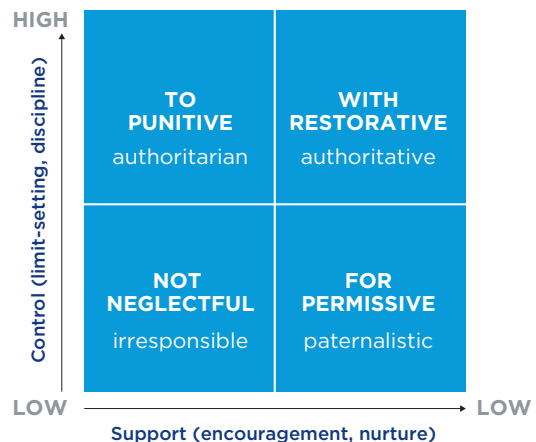 HIGH
Control (limit-setting, discipline)
TO
PUNITIVE
authoritarian
WITH
RESTORATIVE
authoritative
NOT
NEGLECTFUL
irresponsible
FOR
PERMISSIVE
paternalistic
LOW
LOW
Support (encouragement, nurture)